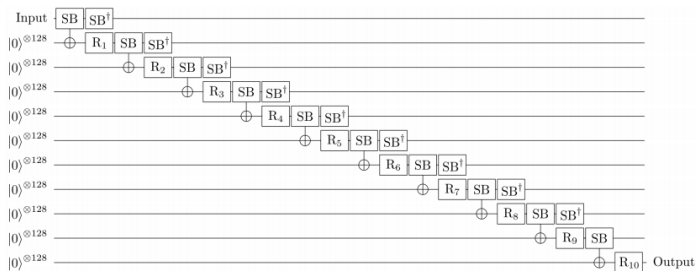 Input SB SB†
|0⟩⊗128 R1 SB SB†
|0⟩⊗128 R2 SB SB†
|0⟩⊗128 R3 SB SB†
|0⟩⊗128 R4 SB SB†
|0⟩⊗128 R5 SB SB†
|0⟩⊗128 R6 SB SB†
|0⟩⊗128 R7 SB SB†
|0⟩⊗128 R8 SB SB†
|0⟩⊗128 R9 SB
|0⟩⊗128 R10 Output